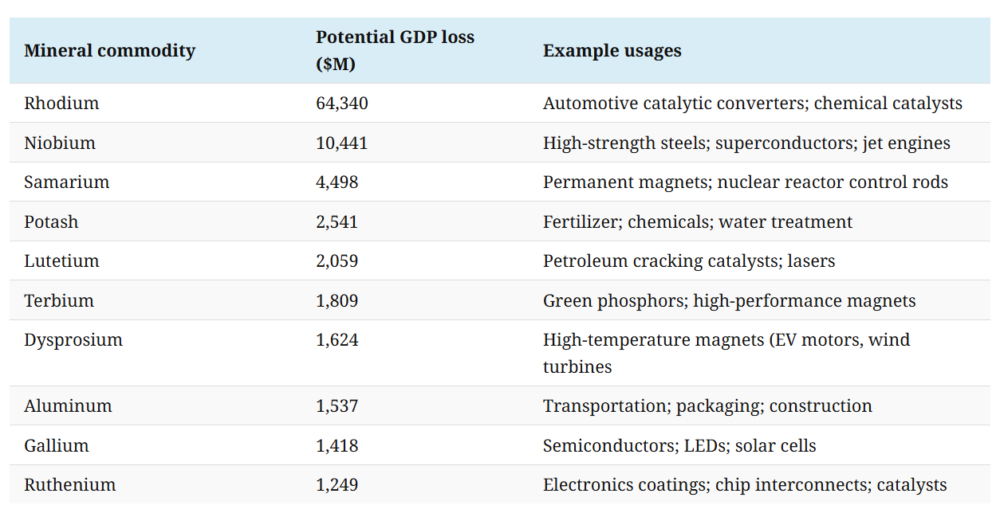 Mineral commodity Potential GDP loss ($M) Example usages
Rhodium 64,340 Automotive catalytic converters; chemical catalysts
Niobium 10,441 High-strength steels; superconductors; jet engines
Samarium 4,498 Permanent magnets; nuclear reactor control rods
Potash 2,541 Fertilizer; chemicals; water treatment
Lutetium 2,059 Petroleum cracking catalysts; lasers
Terbium 1,809 Green phosphors; high-performance magnets
Dysprosium 1,624 High-temperature magnets (EV motors, wind
turbines
Aluminum 1,537 Transportation; packaging; construction
Gallium 1,418 Semiconductors; LEDs; solar cells
Ruthenium 1,249 Electronics coatings; chip interconnects; catalysts